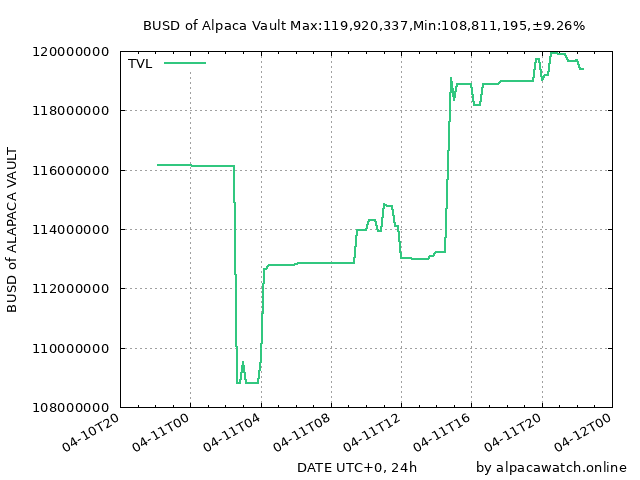 BUSD of Alpaca Vault Max:119,920,337,Min:108,811,195,±9.26%
TVL
120000000
118000000
116000000
114000000
112000000
110000000
108000000
BUSD of ALAPACA VAULT
04-10T20
04-11T00
04-11T04
04-11T08
04-11T12
04-11T16
04-11T20
04-12T00
DATE UTC+0, 24h
by alpacawatch.online